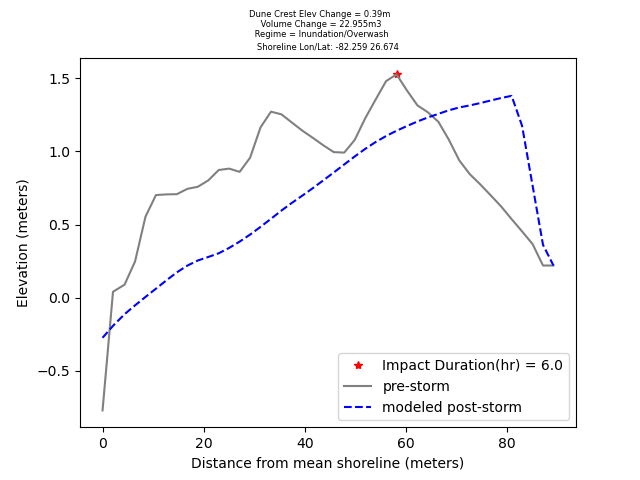 Dune Crest Elev Change = 0.39m
Volume Change = 22.955m3
Regime = Inundation/Overwash
Shoreline Lon/Lat: -82.259 26.674
1.5
1.0
0.5
0.0
−0.5
Elevation (meters)
Impact Duration(hr) = 6.0
pre-storm
modeled post-storm
0 20 40 60 80
Distance from mean shoreline (meters)